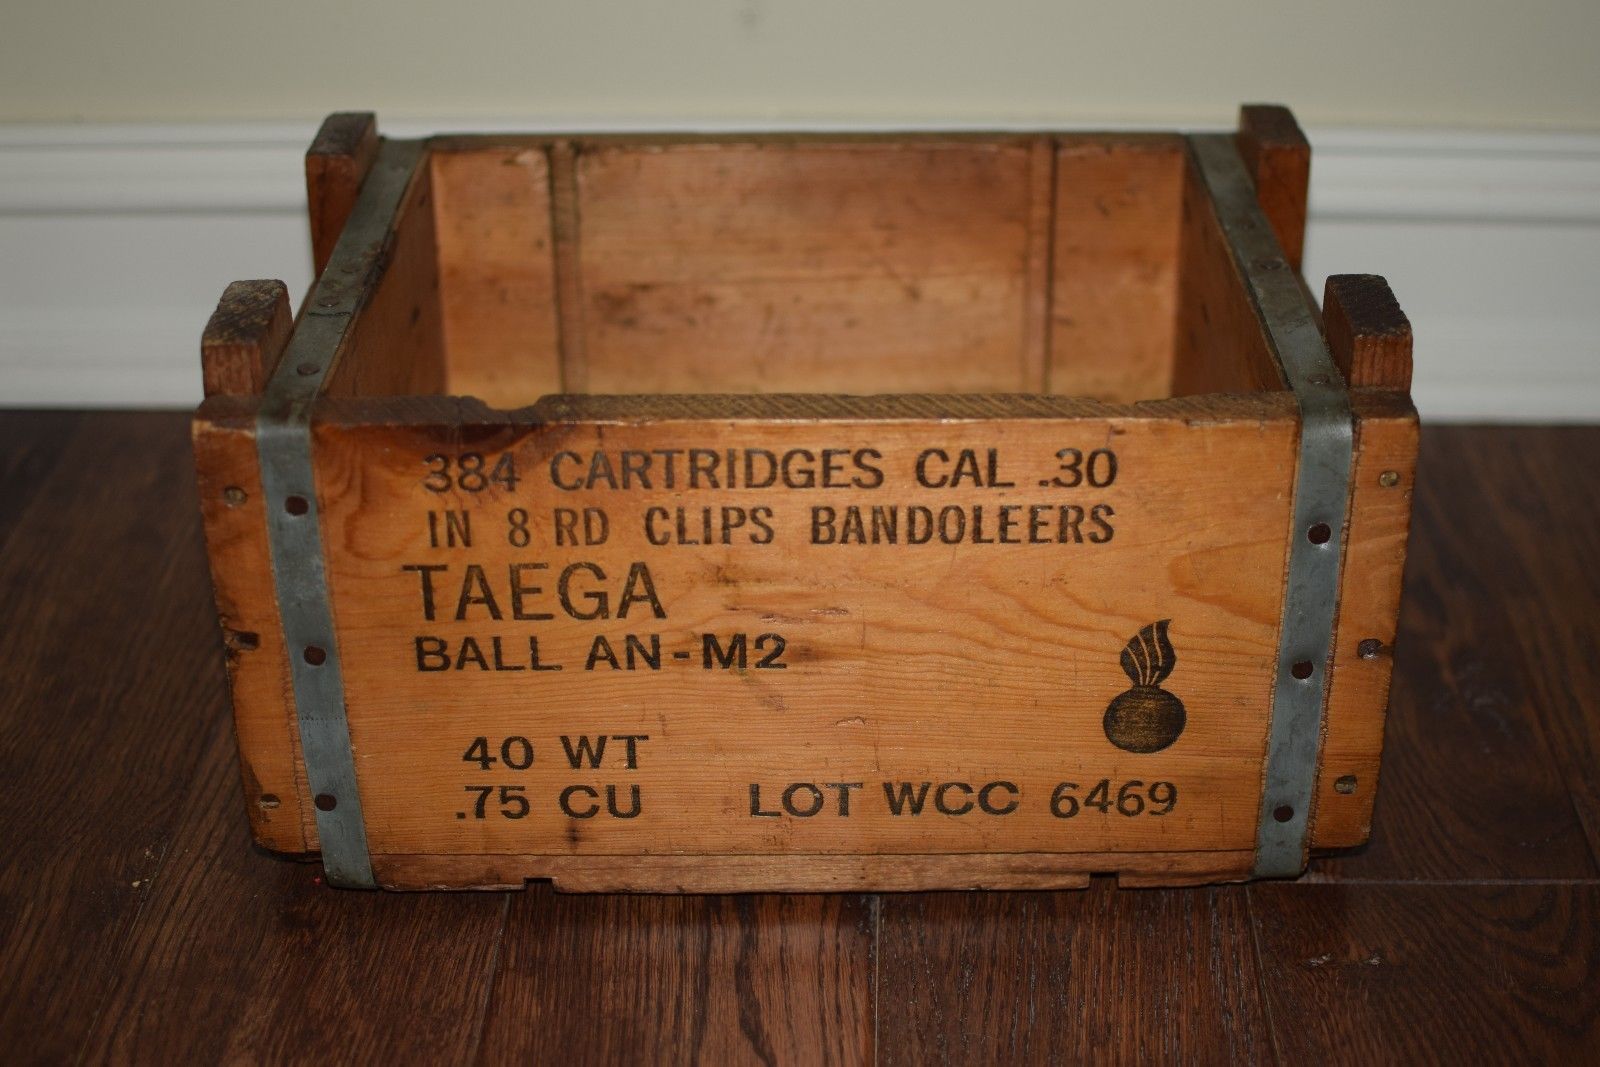 384 CARTRIDGES CAL .30
IN 8 RD CLIPS BANDOLEERS
TAEGA
BALL AN-M2
40 WT
.75 CU
LOT WCC 6469